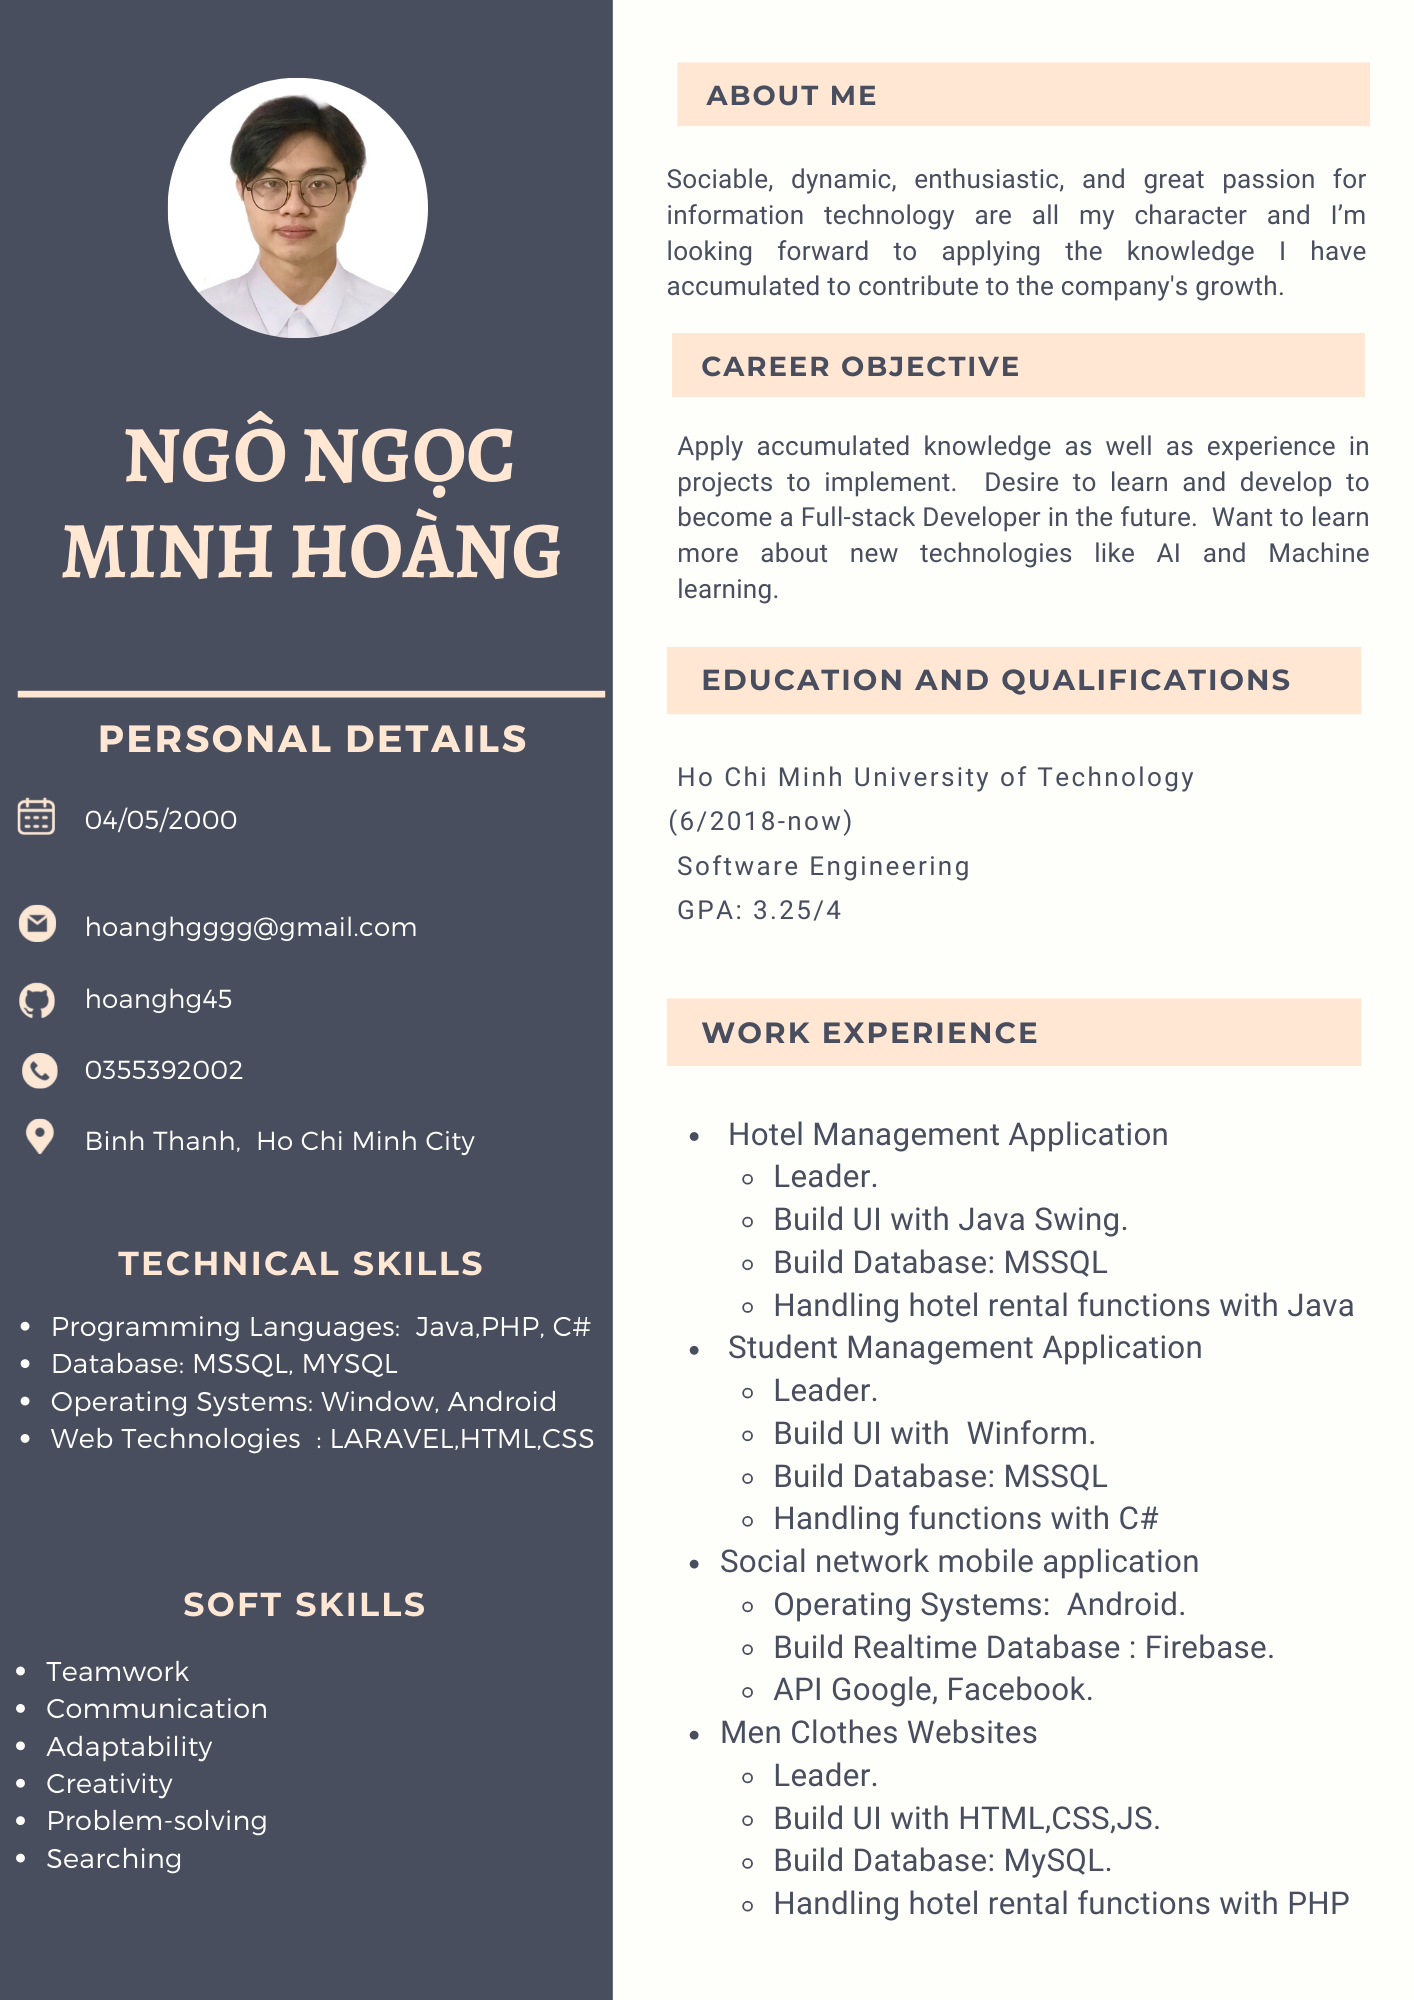 NGÔ NGỌC
MINH HOÀNG
PERSONAL DETAILS
04/05/2000
hoanghgggg@gmail.com
hoanghg45
0355392002
Binh Thanh, Ho Chi Minh City
TECHNICAL SKILLS
• Programming Languages: Java,PHP, C#
• Database: MSSQL, MYSQL
• Operating Systems: Window, Android
• Web Technologies : LARAVEL,HTML,CSS
SOFT SKILLS
• Teamwork
• Communication
• Adaptability
• Creativity
• Problem-solving
• Searching
ABOUT ME
Sociable, dynamic, enthusiastic, and great passion for
information technology are all my character and I’m
looking forward to applying the knowledge I have
accumulated to contribute to the company's growth.
CAREER OBJECTIVE
Apply accumulated knowledge as well as experience in
projects to implement. Desire to learn and develop to
become a Full-stack Developer in the future. Want to learn
more about new technologies like AI and Machine
learning.
EDUCATION AND QUALIFICATIONS
Ho Chi Minh University of Technology
(6/2018-now)
Software Engineering
GPA: 3.25/4
WORK EXPERIENCE
• Hotel Management Application
◦ Leader.
◦ Build UI with Java Swing.
◦ Build Database: MSSQL
◦ Handling hotel rental functions with Java
• Student Management Application
◦ Leader.
◦ Build UI with Winform.
◦ Build Database: MSSQL
◦ Handling functions with C#
• Social network mobile application
◦ Operating Systems: Android.
◦ Build Realtime Database : Firebase.
◦ API Google, Facebook.
• Men Clothes Websites
◦ Leader.
◦ Build UI with HTML,CSS,JS.
◦ Build Database: MySQL.
◦ Handling hotel rental functions with PHP